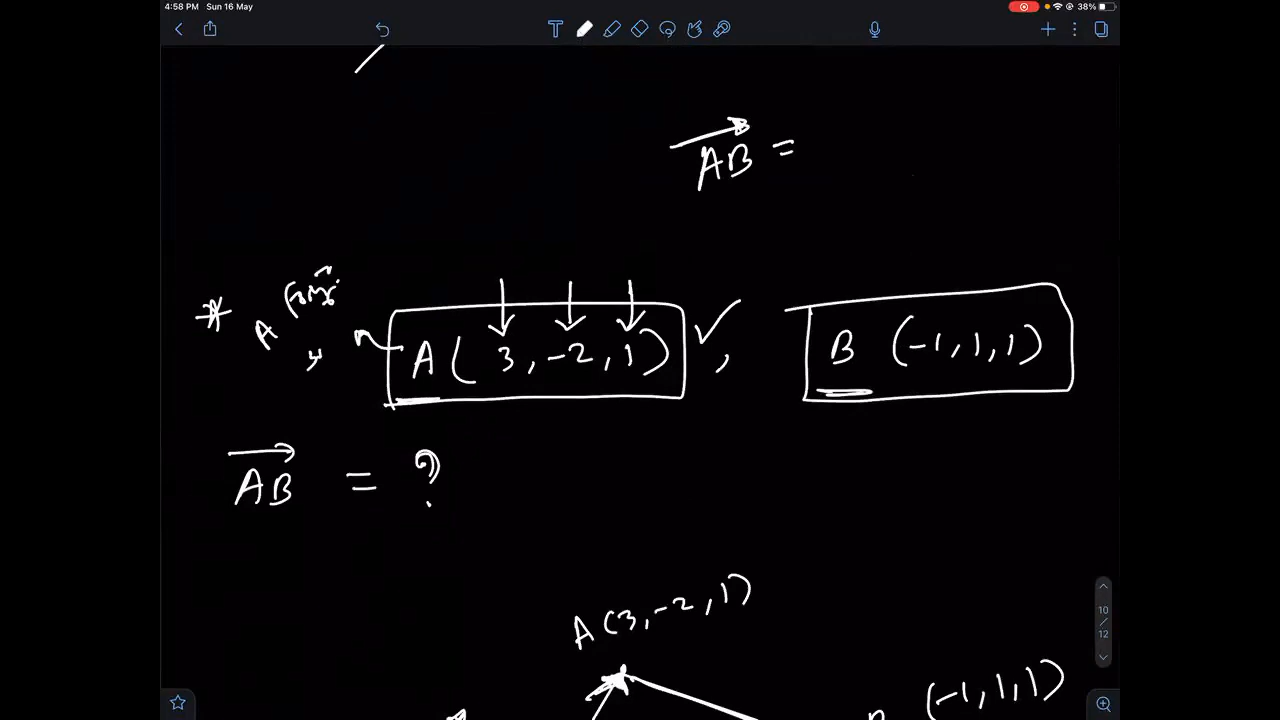 4:58 PM Sun 16 May
38%
T
AB =
* A
A ( 3, -2, 1) ✓, B (-1, 1, 1)
AB = ?
A (3, -2, 1)
10
/
12
(-1, 1, 1)
B